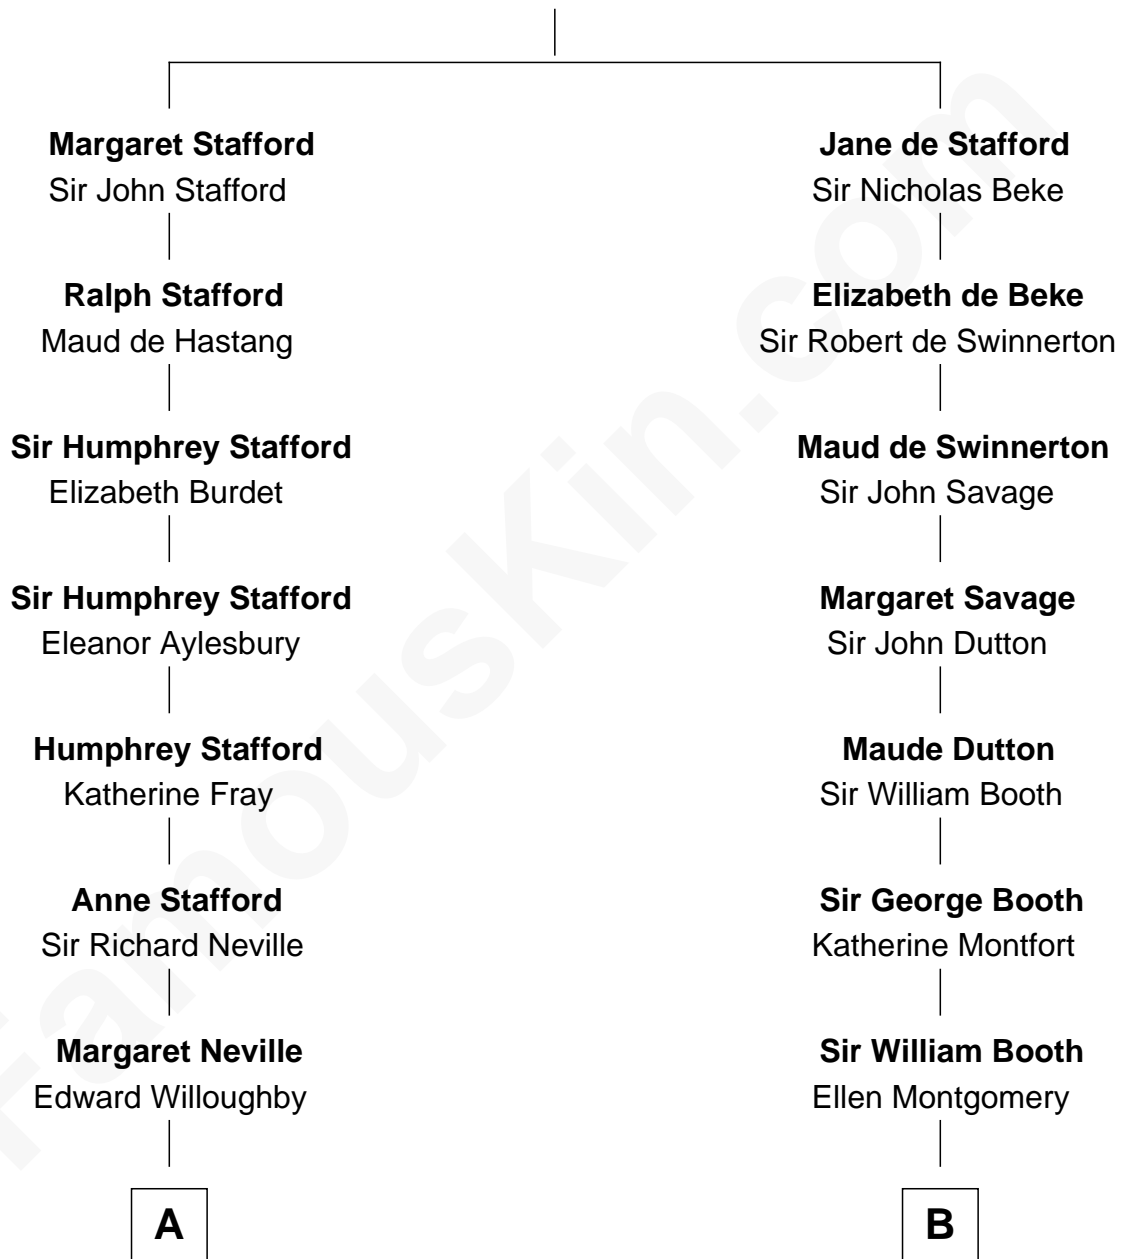 Margaret Stafford
Sir John Stafford
Ralph Stafford
Maud de Hastang
Sir Humphrey Stafford
Elizabeth Burdet
Sir Humphrey Stafford
Eleanor Aylesbury
Humphrey Stafford
Katherine Fray
Anne Stafford
Sir Richard Neville
Margaret Neville
Edward Willoughby
A
Jane de Stafford
Sir Nicholas Beke
Elizabeth de Beke
Sir Robert de Swinnerton
Maud de Swinnerton
Sir John Savage
Margaret Savage
Sir John Dutton
Maude Dutton
Sir William Booth
Sir George Booth
Katherine Montfort
Sir William Booth
Ellen Montgomery
B
FamousKin.com